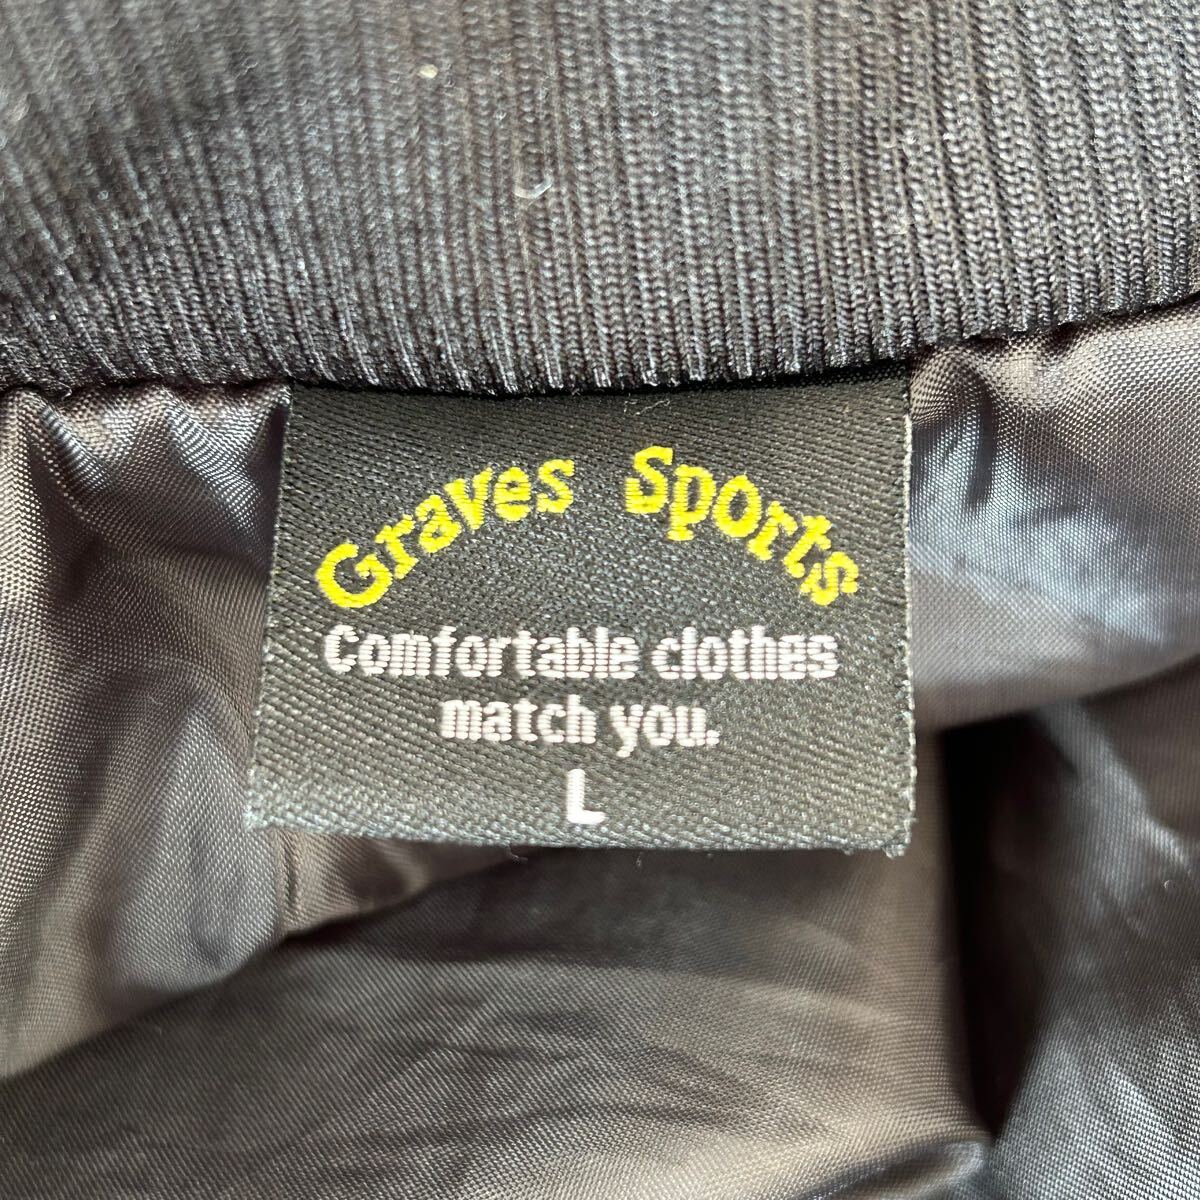 Graves Sports
Comfortable clothes
match you.
L